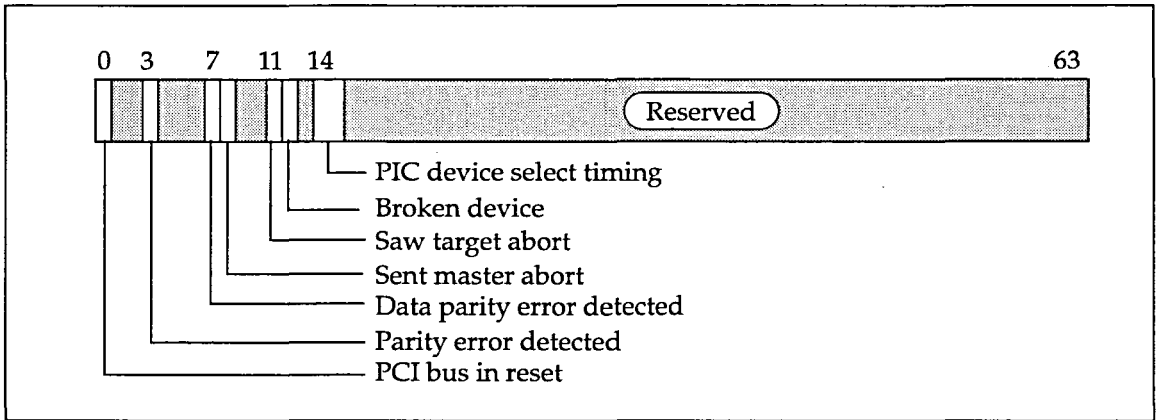 0 3 7 11 14 63
Reserved
PIC device select timing
Broken device
Saw target abort
Sent master abort
Data parity error detected
Parity error detected
PCI bus in reset